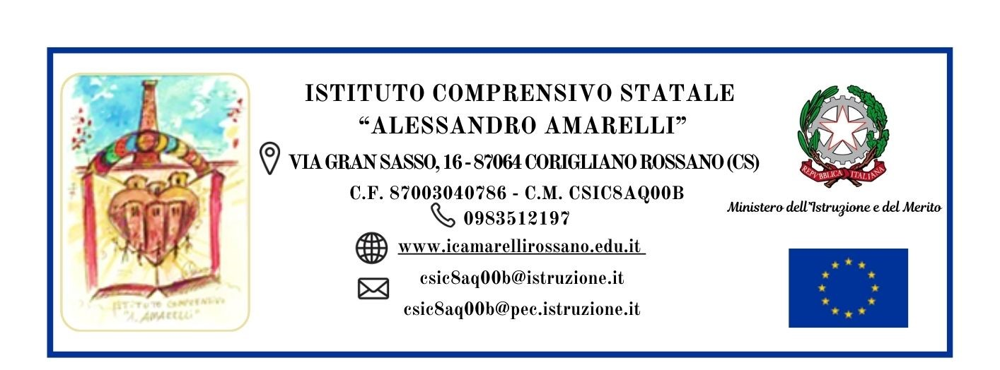 ISTITUTO COMPRENSIVO STATALE
“ALESSANDRO AMARELLI”
VIA GRAN SASSO, 16 - 87064 CORIGLIANO ROSSANO (CS)
C.F. 87003040786 - C.M. CSIC8AQ00B
0983512197
www.icamarellirossano.edu.it
csic8aq00b@istruzione.it
csic8aq00b@pec.istruzione.it
ISTITUTO COMPRENSIVO
"A. AMARELLI"
REPVBBLICA ITALIANA
Ministero dell'Istruzione e del Merito